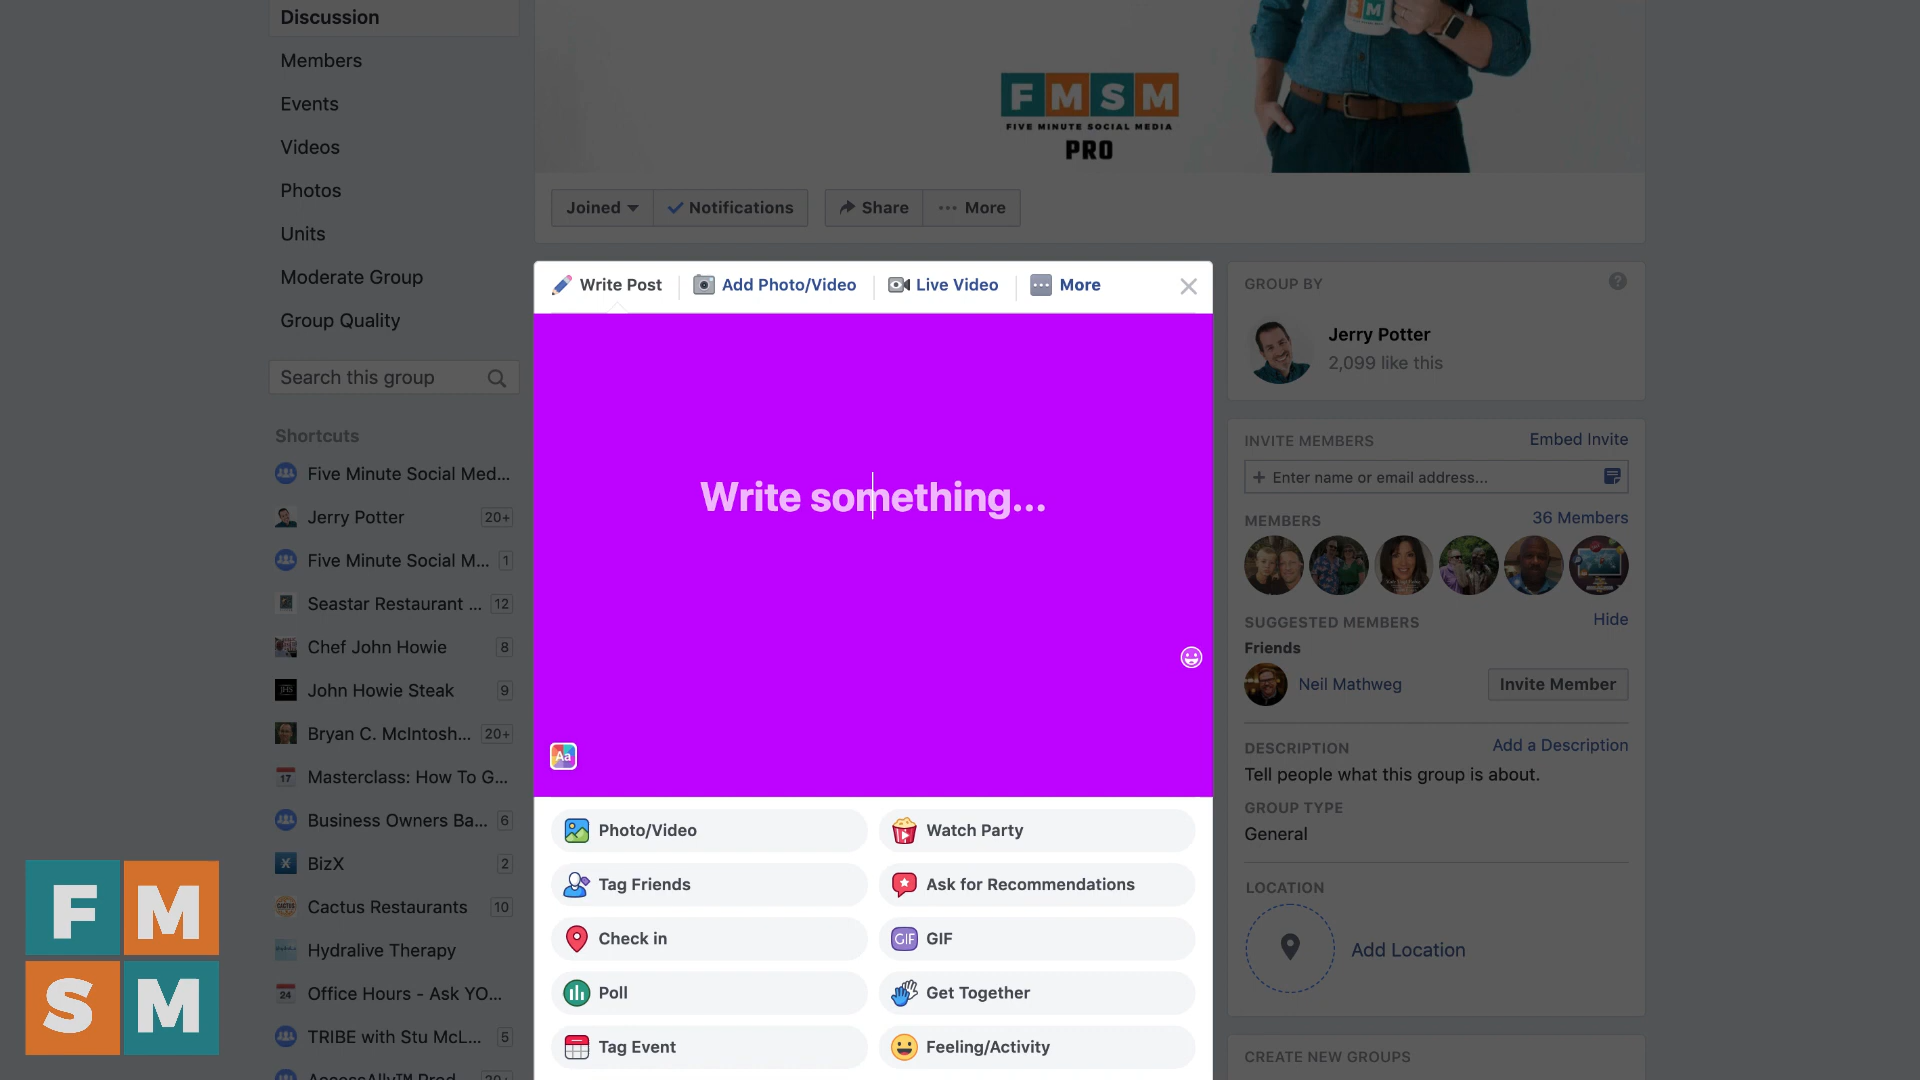 Discussion
Members
Events
Videos
Photos
Units
Moderate Group
Group Quality
Search this group
Shortcuts
Five Minute Social Med...
Jerry Potter 20+
Five Minute Social M... 1
Seastar Restaurant ... 12
Chef John Howie 8
John Howie Steak 9
Bryan C. McIntosh... 20+
17 Masterclass: How To G...
Business Owners Ba... 6
BizX 2
Cactus Restaurants 10
Hydralive Therapy
24 Office Hours - Ask YO...
TRIBE with Stu McL... 5
FMSM
FIVE MINUTE SOCIAL MEDIA
PRO
SM
Joined Notifications Share More
Write Post Add Photo/Video Live Video More
Write something...
Aa
Photo/Video Watch Party
Tag Friends Ask for Recommendations
Check in GIF GIF
Poll Get Together
Tag Event Feeling/Activity
GROUP BY ?
Jerry Potter
2,099 like this
INVITE MEMBERS Embed Invite
+ Enter name or email address...
MEMBERS 36 Members
SUGGESTED MEMBERS Hide
Friends
Neil Mathweg Invite Member
DESCRIPTION Add a Description
Tell people what this group is about.
GROUP TYPE
General
LOCATION
Add Location
CREATE NEW GROUPS
FM
SM